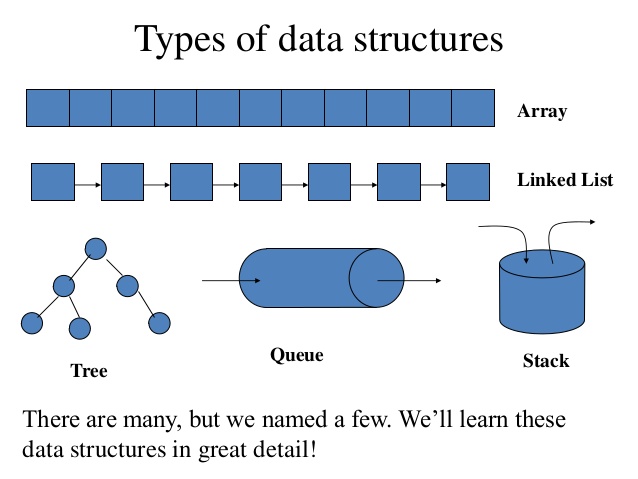 Types of data structures
Array
Linked List
Tree
Queue
Stack
There are many, but we named a few. We’ll learn these
data structures in great detail!